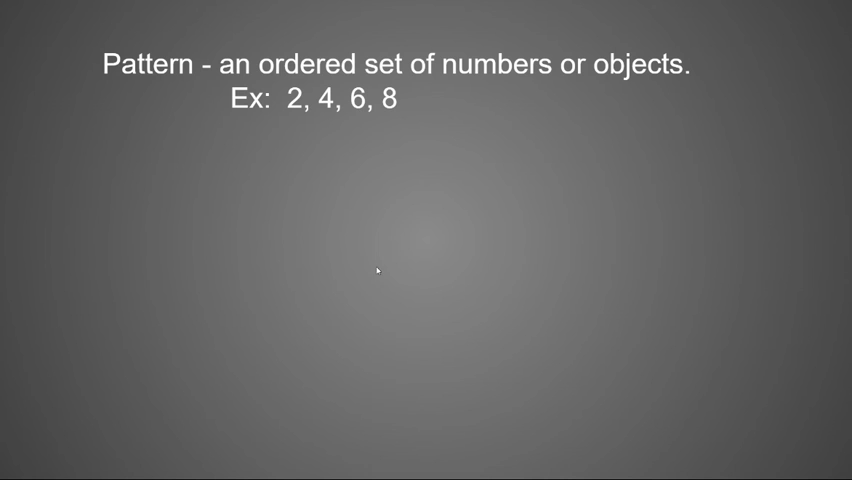 Pattern - an ordered set of numbers or objects.
Ex: 2, 4, 6, 8